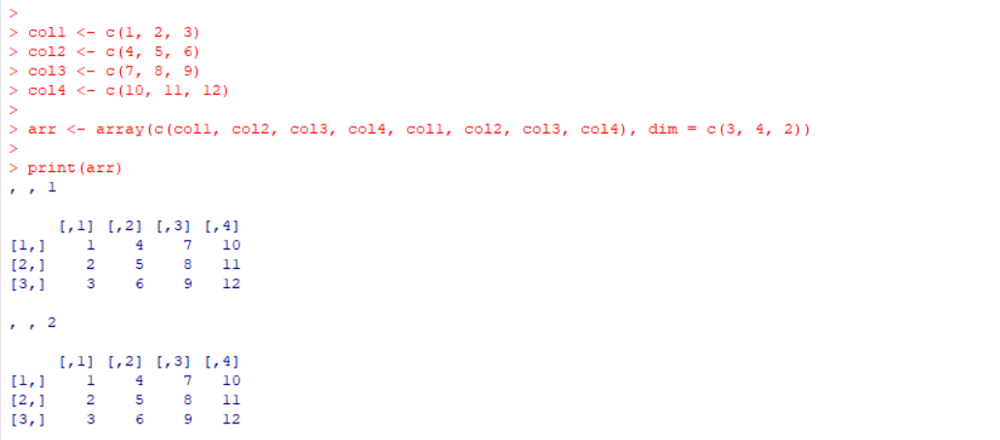 >
> col1 <- c(1, 2, 3)
> col2 <- c(4, 5, 6)
> col3 <- c(7, 8, 9)
> col4 <- c(10, 11, 12)
>
> arr <- array(c(col1, col2, col3, col4, col1, col2, col3, col4), dim = c(3, 4, 2))
>
> print(arr)
, , 1
     [,1] [,2] [,3] [,4]
[1,]    1    4    7   10
[2,]    2    5    8   11
[3,]    3    6    9   12
, , 2
     [,1] [,2] [,3] [,4]
[1,]    1    4    7   10
[2,]    2    5    8   11
[3,]    3    6    9   12